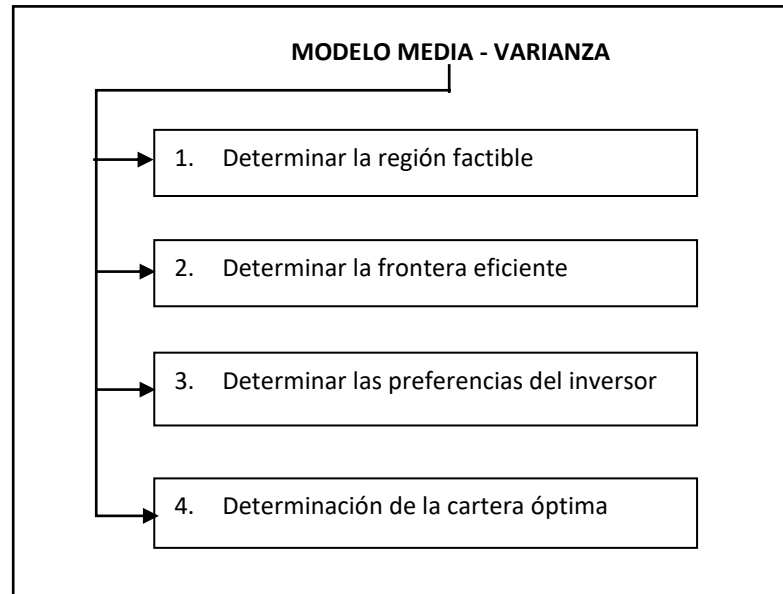 MODELO MEDIA - VARIANZA
1. Determinar la región factible
2. Determinar la frontera eficiente
3. Determinar las preferencias del inversor
4. Determinación de la cartera óptima